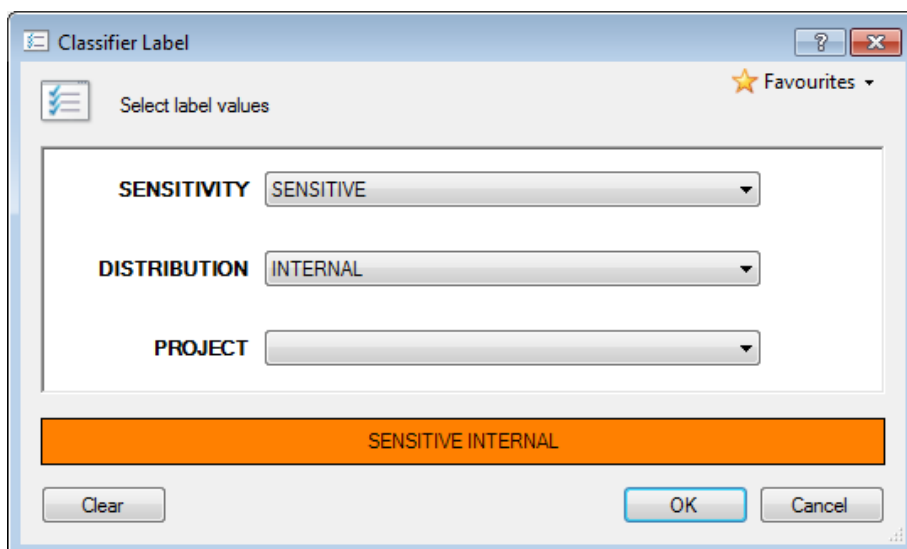 Classifier Label
Favourites
Select label values
SENSITIVITY SENSITIVE
DISTRIBUTION INTERNAL
PROJECT
SENSITIVE INTERNAL
Clear OK Cancel